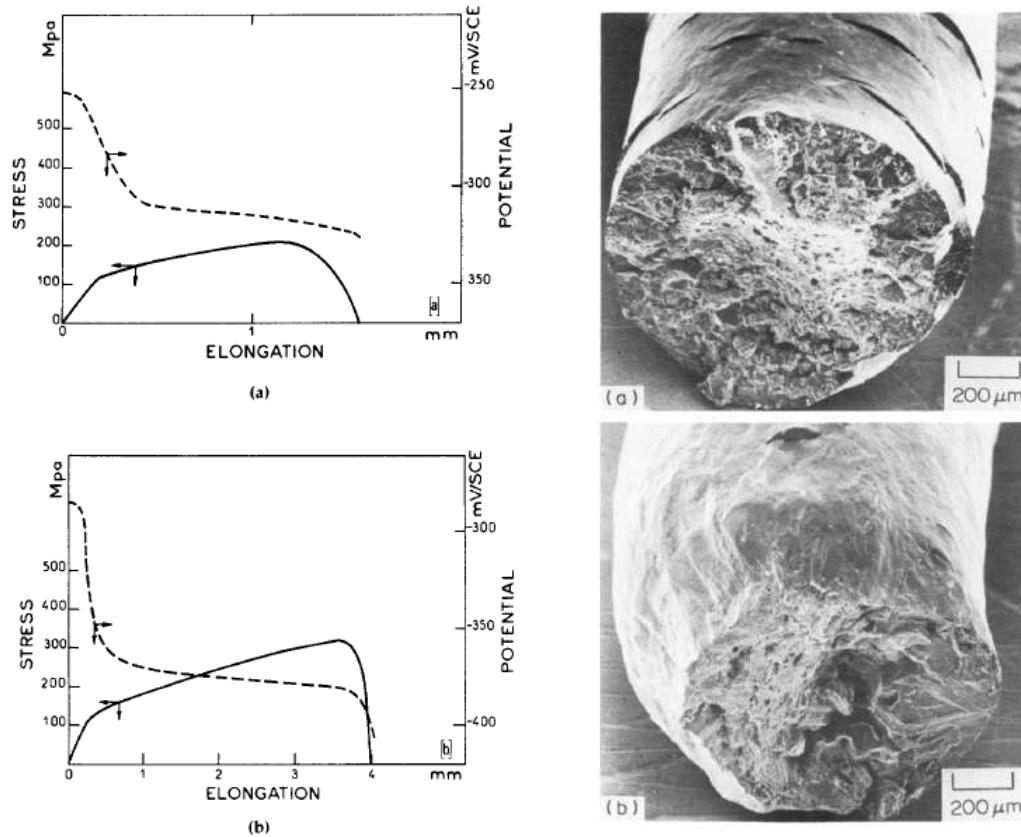 Mpa
mV/SCE
-250
500
400
-300
300
200
-350
100
0
STRESS
POTENTIAL
[a]
0
1
mm
ELONGATION
(a)
(a)
200 μm
Mpa
mV/SCE
-300
500
400
-350
300
200
-400
100
STRESS
POTENTIAL
[b]
0
1
2
3
4
mm
ELONGATION
(b)
(b)
200 μm